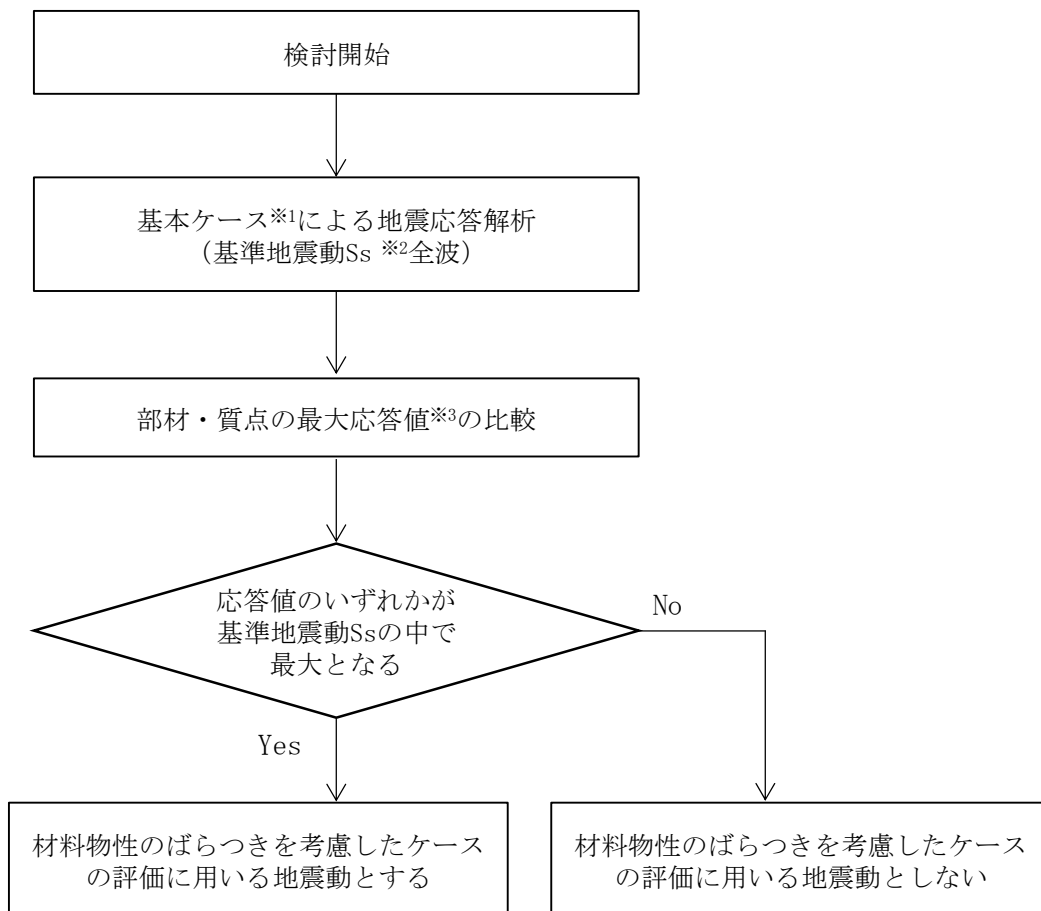 検討開始
基本ケース※1による地震応答解析
（基準地震動Ss ※2全波）
部材・質点の最大応答値※3の比較
応答値のいずれかが
基準地震動Ssの中で
最大となる
No
Yes
材料物性のばらつきを考慮したケース
の評価に用いる地震動とする
材料物性のばらつきを考慮したケース
の評価に用いる地震動としない